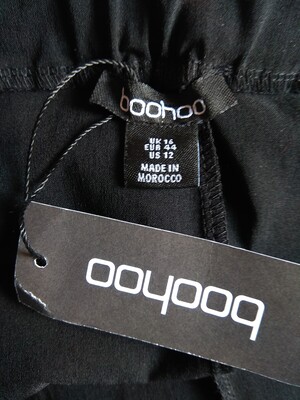 boohoo
UK 16
EUR 44
US 12
MADE IN
MOROCCO
boohoo